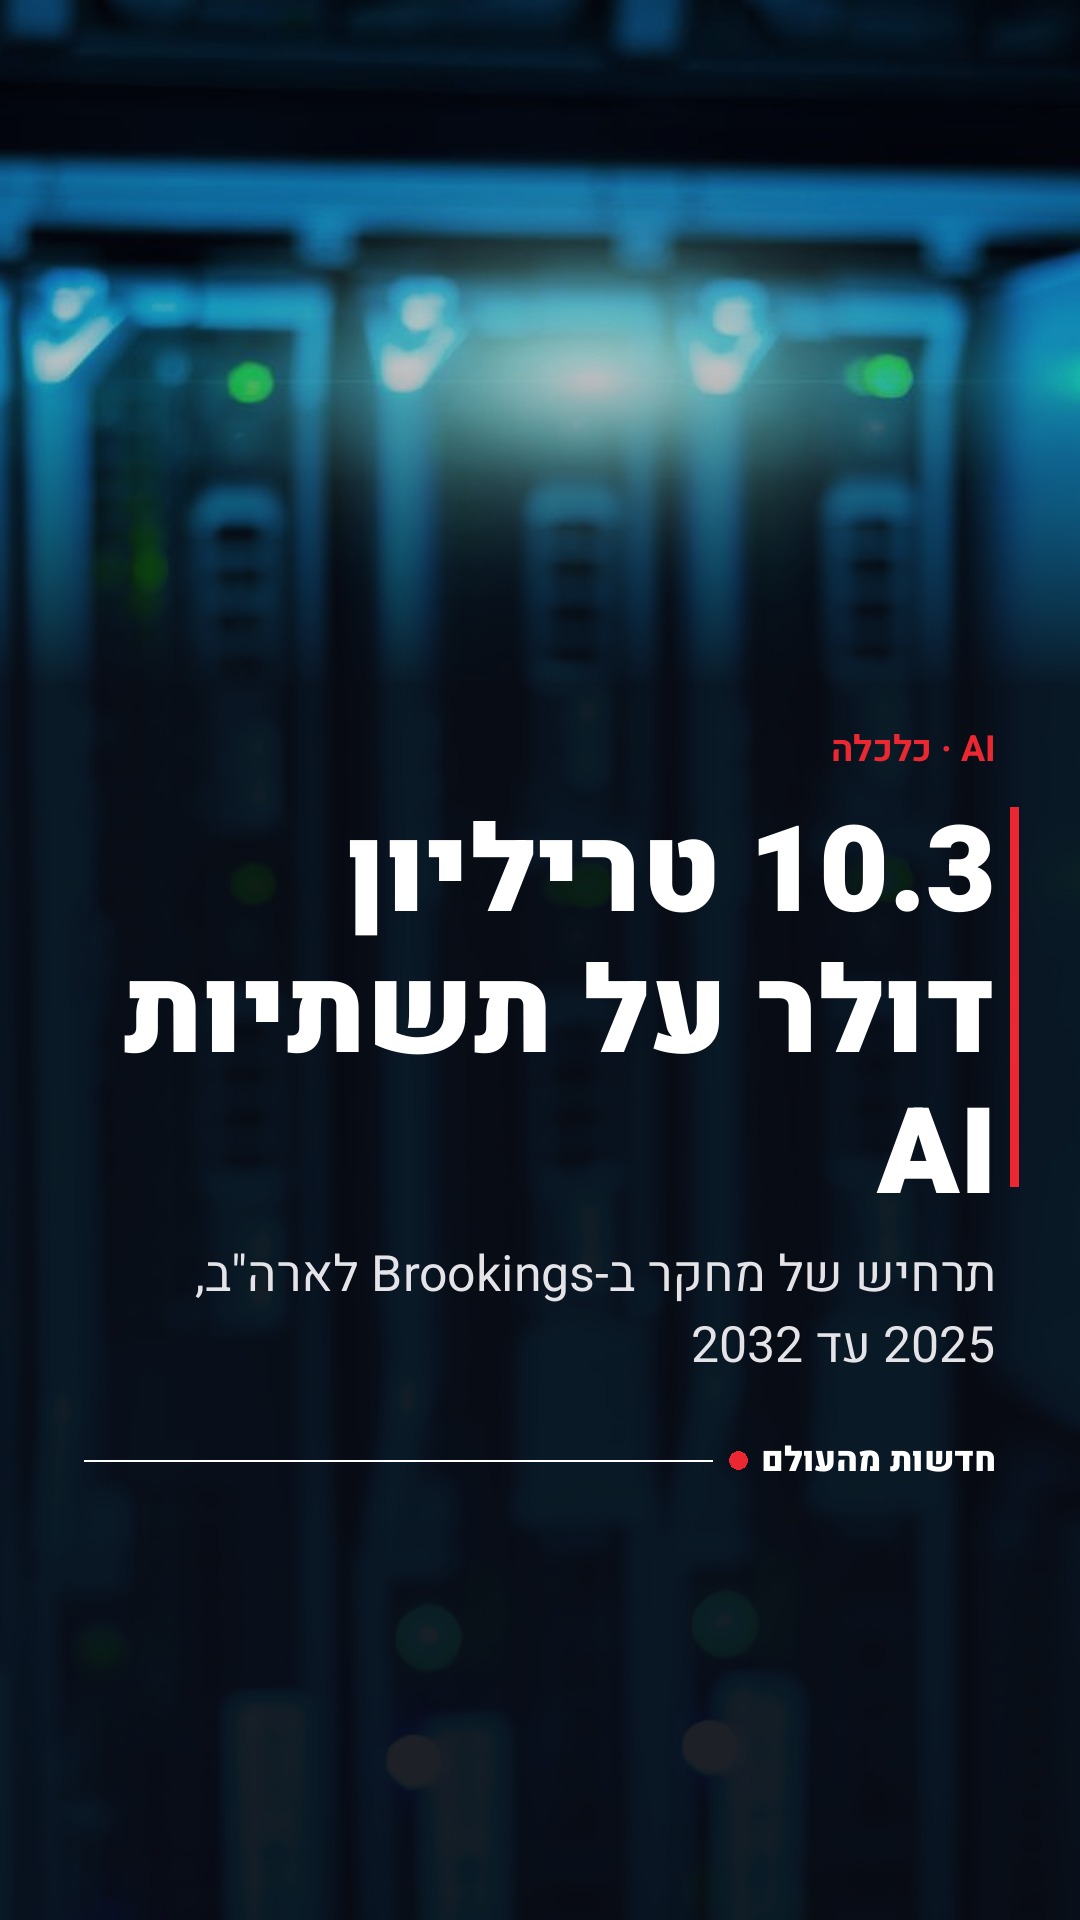 AI · כלכלה
10.3 טריליון
דולר על תשתיות
AI
תרחיש של מחקר ב-Brookings לארה"ב,
2025 עד 2032
חדשות מהעולם